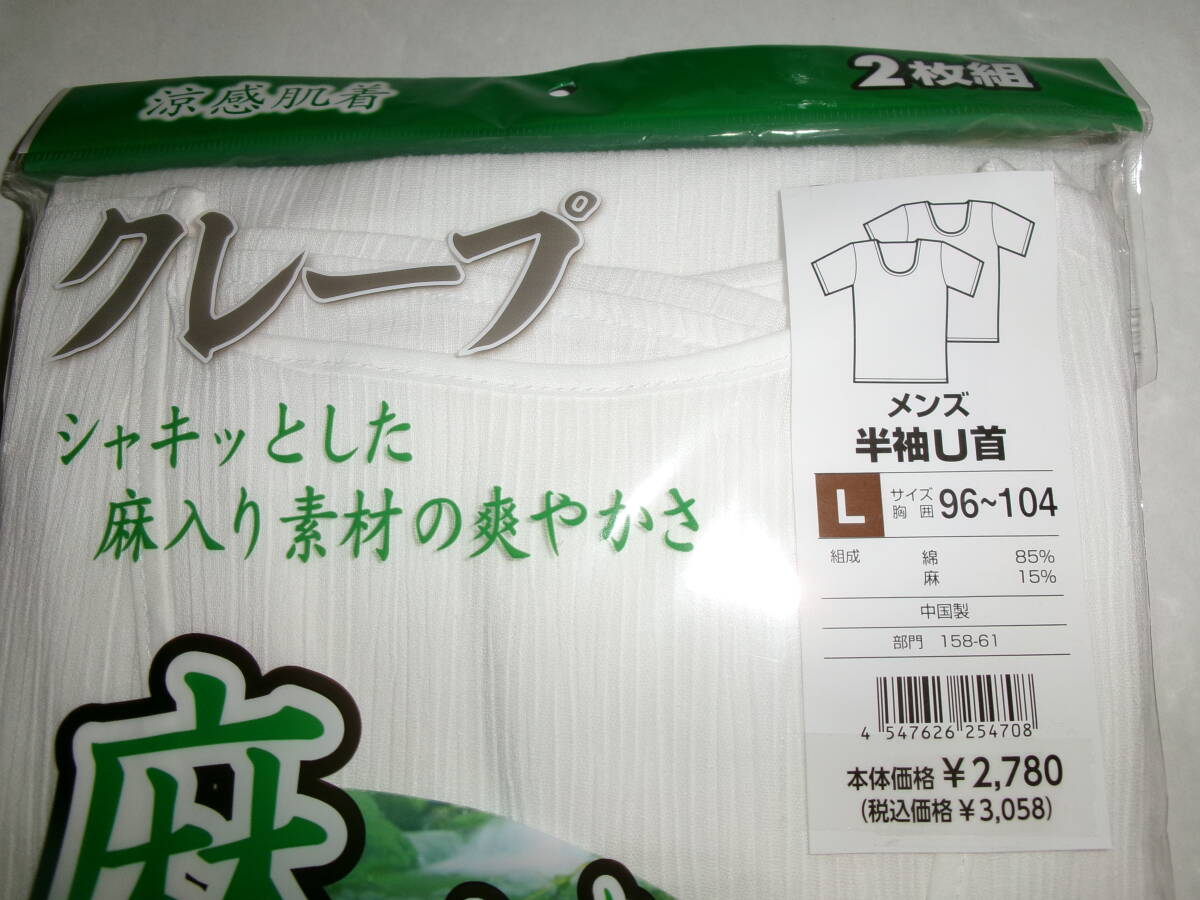 涼感肌着
2枚組
クレープ
シャキッとした
麻入り素材の爽やかさ
麻
メンズ
半袖U首
L サイズ 胸囲 96~104
組成 綿 85%
麻 15%
中国製
部門 158-61
4 547626 254708
本体価格 ¥2,780
(税込価格 ¥3,058)